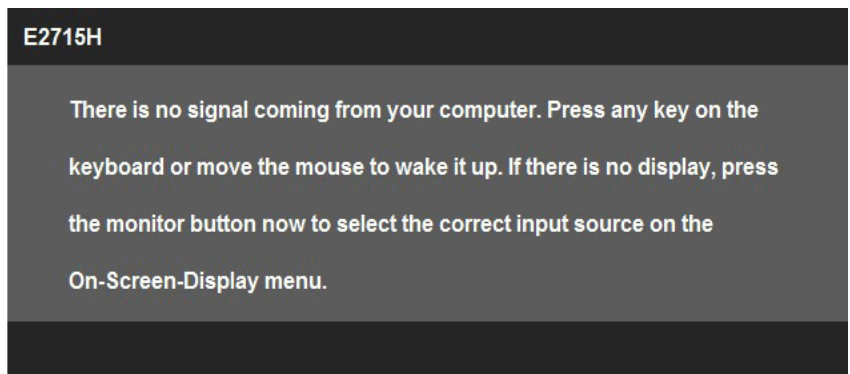 E2715H
There is no signal coming from your computer. Press any key on the
keyboard or move the mouse to wake it up. If there is no display, press
the monitor button now to select the correct input source on the
On-Screen-Display menu.